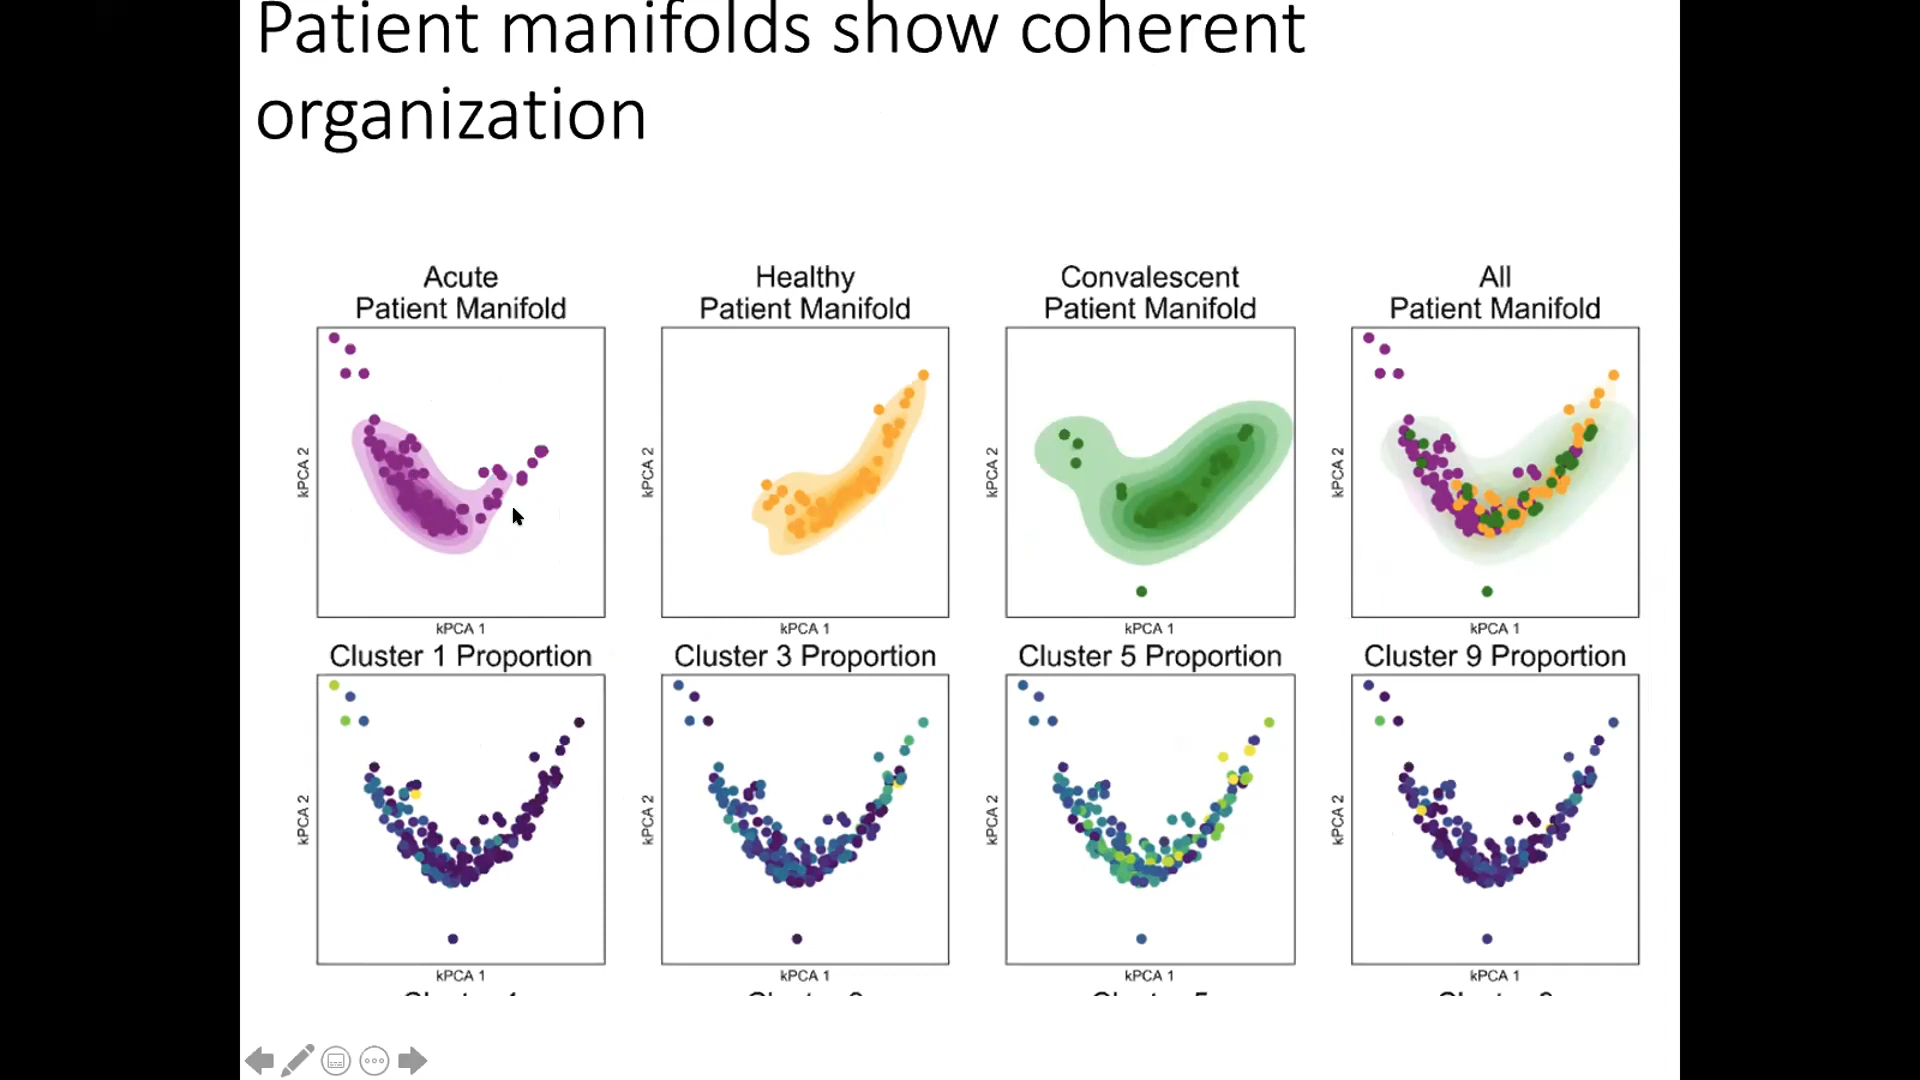 Patient manifolds show coherent
organization
Acute
Patient Manifold
Healthy
Patient Manifold
Convalescent
Patient Manifold
All
Patient Manifold
kPCA 2
kPCA 2
kPCA 2
kPCA 2
kPCA 1
kPCA 1
kPCA 1
kPCA 1
Cluster 1 Proportion
Cluster 3 Proportion
Cluster 5 Proportion
Cluster 9 Proportion
kPCA 2
kPCA 2
kPCA 2
kPCA 2
kPCA 1
kPCA 1
kPCA 1
kPCA 1